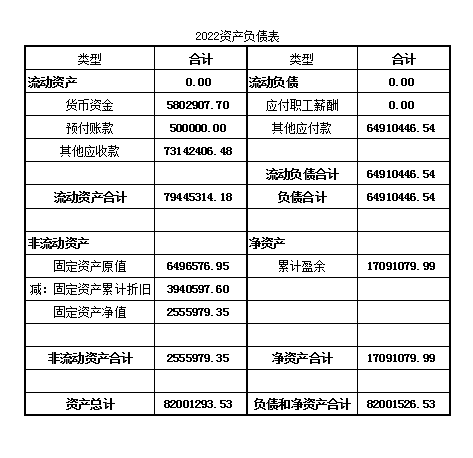 2022资产负债表
类型 合计 类型 合计
流动资产 0.00 流动负债 0.00
货币资金 5802907.70 应付职工薪酬 0.00
预付账款 500000.00 其他应付款 64910446.54
其他应收款 73142406.48
流动负债合计 64910446.54
流动资产合计 79445314.18 负债合计 64910446.54
非流动资产 净资产
固定资产原值 6496576.95 累计盈余 17091079.99
减：固定资产累计折旧 3940597.60
固定资产净值 2555979.35
非流动资产合计 2555979.35 净资产合计 17091079.99
资产总计 82001293.53 负债和净资产合计 82001526.53